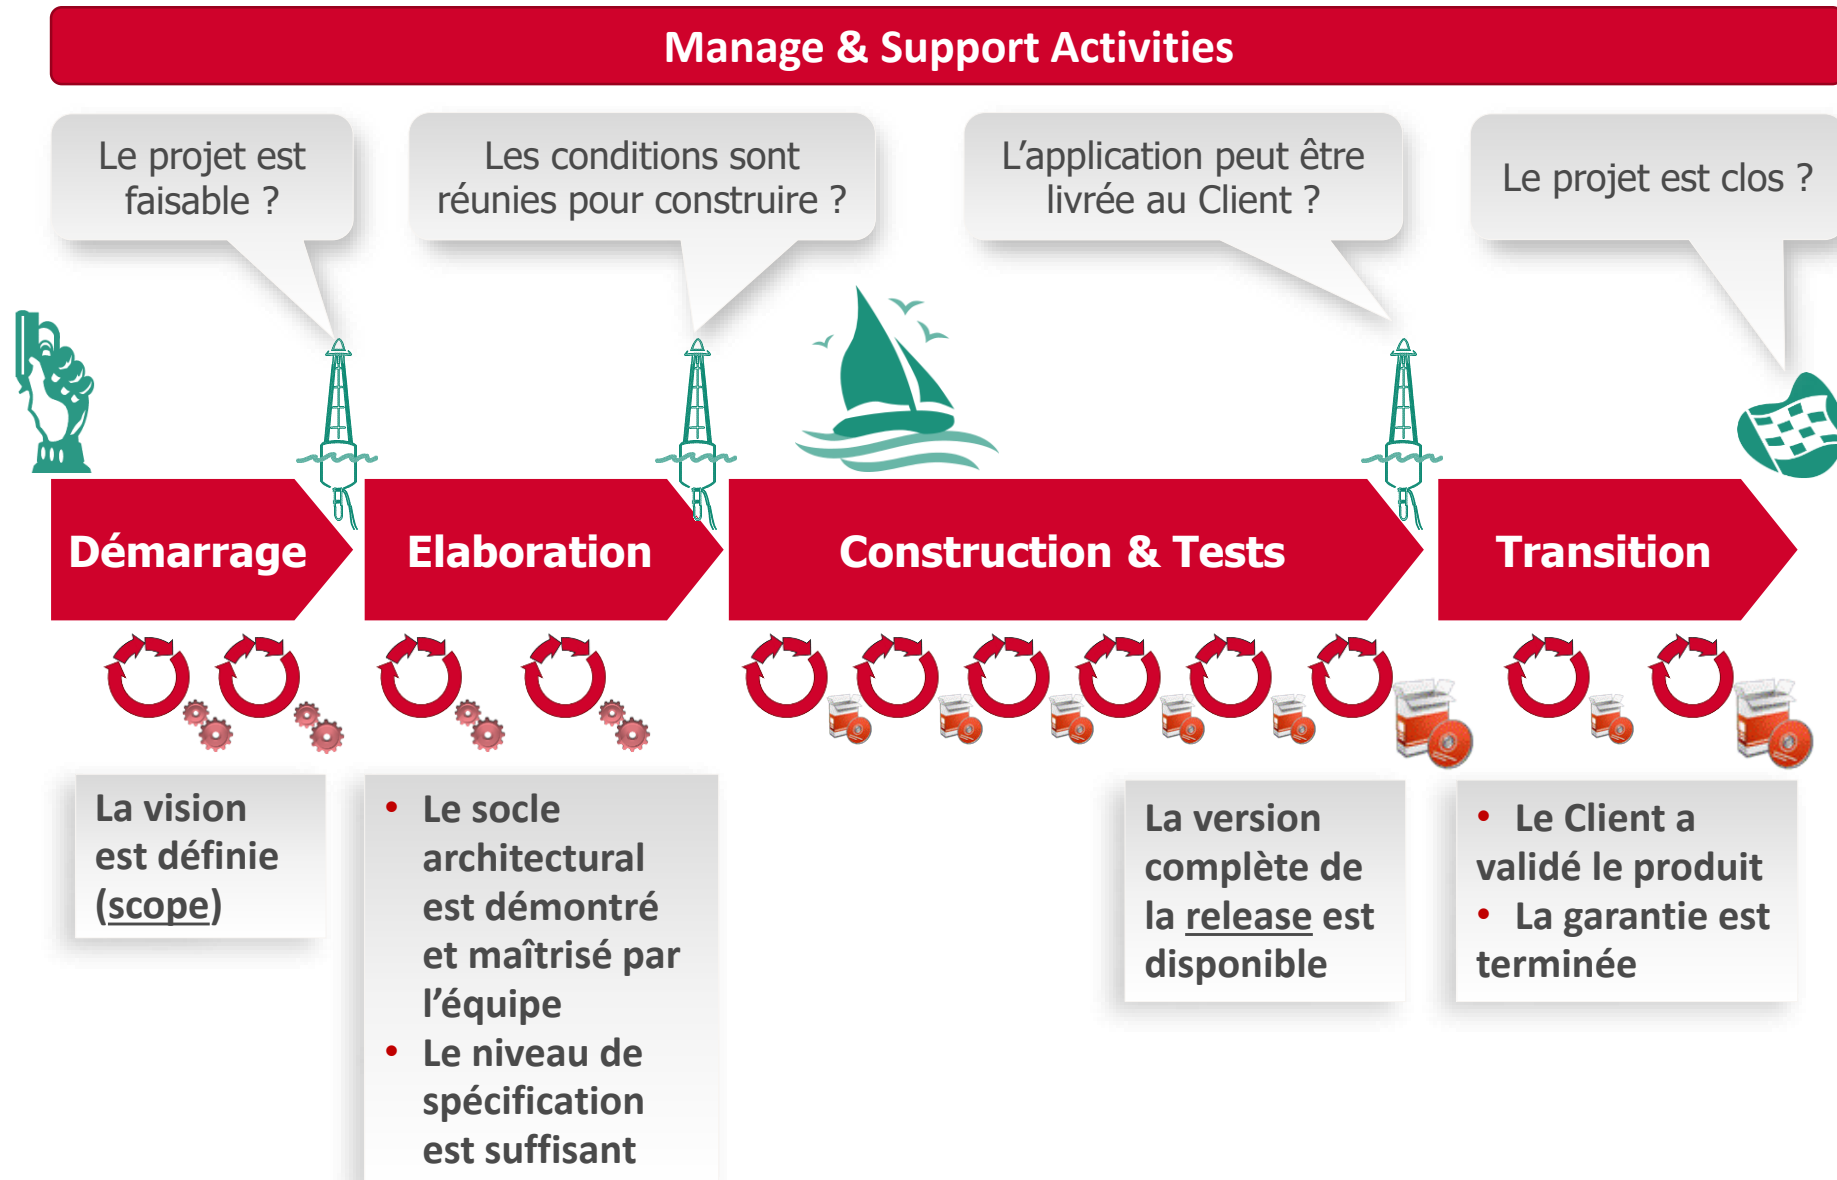 Manage & Support Activities
Le projet est
faisable ?
Les conditions sont
réunies pour construire ?
L’application peut être
livrée au Client ?
Le projet est clos ?
Démarrage
Elaboration
Construction & Tests
Transition
La vision
est définie
(scope)
• Le socle
architectural
est démontré
et maîtrisé par
l’équipe
• Le niveau de
spécification
est suffisant
La version
complète de
la release est
disponible
• Le Client a
validé le produit
• La garantie est
terminée